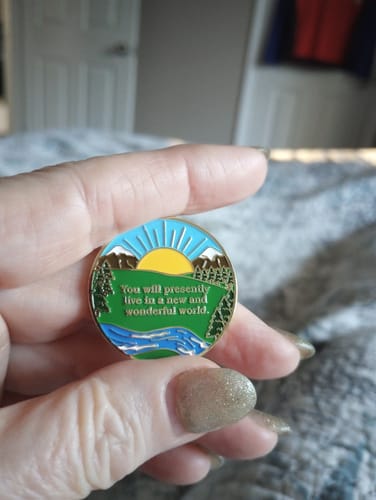 You will presently
live in a new and
wonderful world.